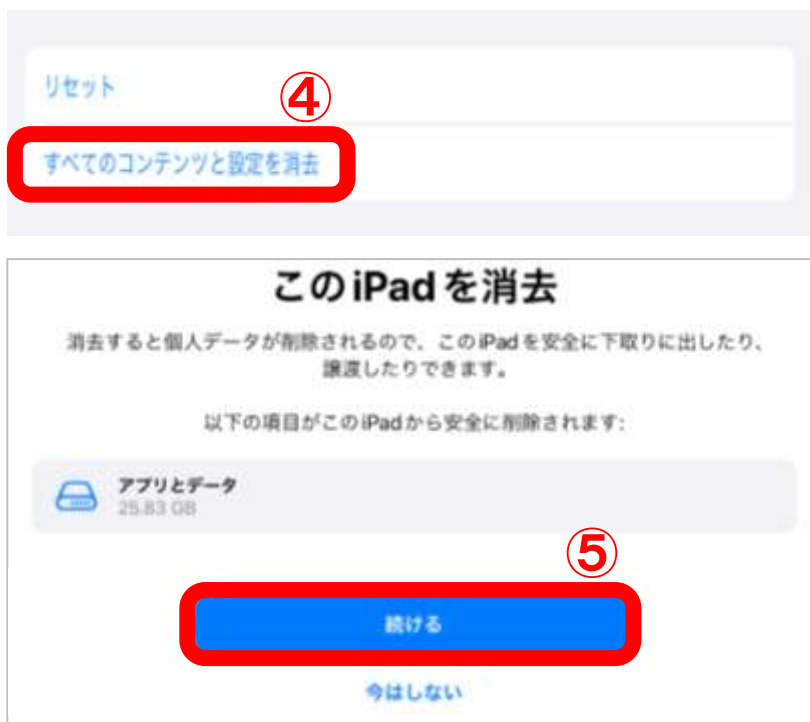 リセット
④
すべてのコンテンツと設定を消去
このiPadを消去
消去すると個人データが削除されるので、このiPadを安全に下取りに出したり、
譲渡したりできます。
以下の項目がこのiPadから安全に削除されます:
アプリとデータ
25.83 GB
⑤
続ける
今はしない